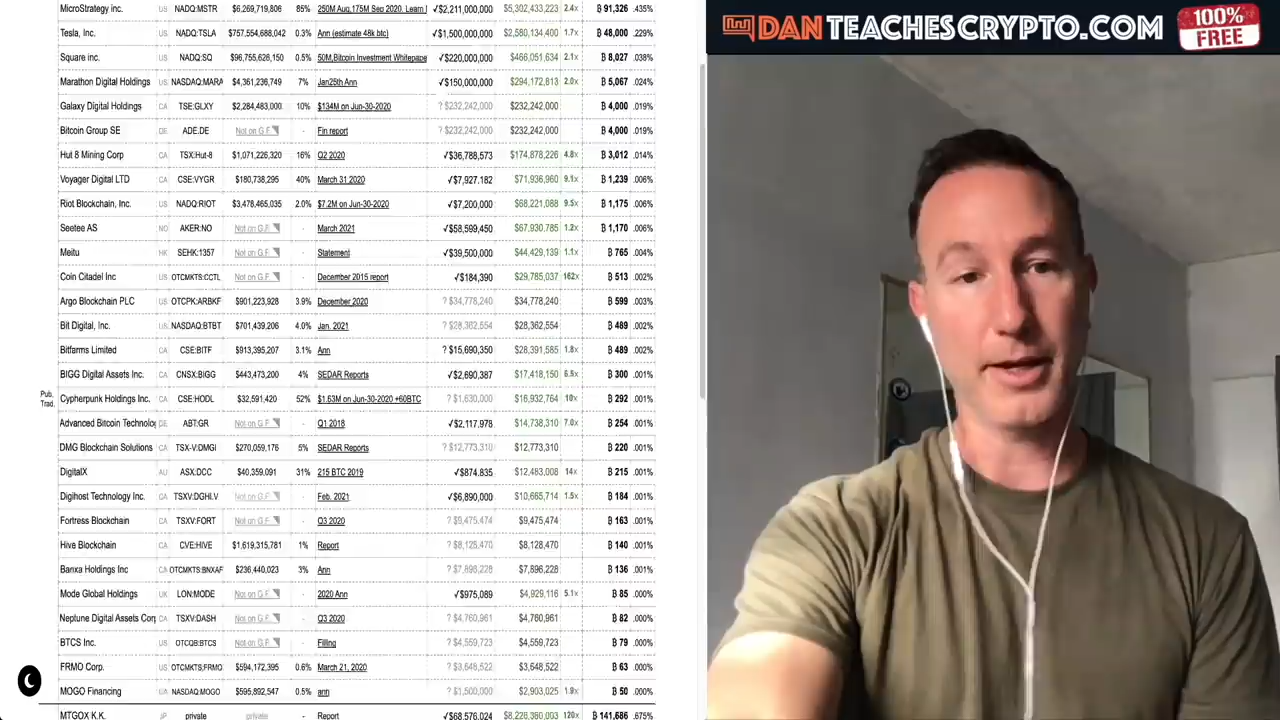 DANTEACHESCRYPTO.COM
100% FREE
MicroStrategy inc. US NADQ:MSTR $6,269,719,806 85% 250M Aug,175M Sep 2020. Learn √$2,211,000,000 $5,302,433,223 2.4x ₿ 91,326 .435%
Tesla, Inc. US NADQ:TSLA $757,554,688,042 0.3% Ann (estimate 48k btc) √$1,500,000,000 $2,580,134,400 1.7x ₿ 48,000 .229%
Square inc. US NADQ:SQ $96,755,628,150 0.5% 50M,Bitcoin Investment Whitepape √$220,000,000 $466,051,634 2.1x ₿ 8,027 .038%
Marathon Digital Holdings US NASDAQ:MARA $4,361,236,749 7% Jan25th Ann √$150,000,000 $294,172,813 2.0x ₿ 5,067 .024%
Galaxy Digital Holdings CA TSE:GLXY $2,284,483,000 10% $134M on Jun-30-2020 ? $232,242,000 $232,242,000 ₿ 4,000 .019%
Bitcoin Group SE DE ADE.DE Not on G.F. - Fin report ? $232,242,000 $232,242,000 ₿ 4,000 .019%
Hut 8 Mining Corp CA TSX:Hut-8 $1,071,226,320 16% Q2 2020 √$36,788,573 $174,878,226 4.8x ₿ 3,012 .014%
Voyager Digital LTD CA CSE:VYGR $180,738,295 40% March 31,2020 √$7,927,182 $71,936,960 9.1x ₿ 1,239 .006%
Riot Blockchain, Inc. US NADQ:RIOT $3,478,465,035 2.0% $7.2M on Jun-30-2020 √$7,200,000 $68,221,088 9.5x ₿ 1,175 .006%
Seetee AS NO AKER:NO Not on G.F. - March 2021 √$58,599,450 $67,930,785 1.2x ₿ 1,170 .006%
Meitu HK SEHK:1357 Not on G.F. - Statement √$39,500,000 $44,429,139 1.1x ₿ 765 .004%
Coin Citadel Inc US OTCMKTS:CCTL Not on G.F. - December 2015 report √$184,390 $29,785,037 162x ₿ 513 .002%
Argo Blockchain PLC US OTCPK:ARBKF $901,223,928 3.9% December 2020 ? $34,778,240 $34,778,240 ₿ 599 .003%
Bit Digital, Inc. US NASDAQ:BTBT $701,439,206 4.0% Jan. 2021 ? $28,362,554 $28,362,554 ₿ 489 .002%
Bitfarms Limited CA CSE:BITF $913,395,207 3.1% Ann ? $15,690,350 $28,391,585 1.8x ₿ 489 .002%
BIGG Digital Assets Inc. CA CNSX:BIGG $443,473,200 4% SEDAR Reports √$2,690,387 $17,418,150 6.5x ₿ 300 .001%
Pub. Trad.
Cypherpunk Holdings Inc. CA CSE:HODL $32,591,420 52% $1.63M on Jun-30-2020 +60BTC ? $1,630,000 $16,932,764 10x ₿ 292 .001%
Advanced Bitcoin Technolog DE ABT:GR Not on G.F. - Q1 2018 √$2,117,978 $14,738,310 7.0x ₿ 254 .001%
DMG Blockchain Solutions CA TSX-V:DMGI $270,059,176 5% SEDAR Reports ? $12,773,310 $12,773,310 ₿ 220 .001%
DigitalX AU ASX:DCC $40,359,091 31% 215 BTC 2019 √$874,835 $12,483,008 14x ₿ 215 .001%
Digihost Technology Inc. CA TSXV:DGHI.V Not on G.F. - Feb. 2021 √$6,890,000 $10,665,714 1.5x ₿ 184 .001%
Fortress Blockchain CA TSXV:FORT Not on G.F. - Q3 2020 ? $9,475,474 $9,475,474 ₿ 163 .001%
Hive Blockchain CA CVE:HIVE $1,619,315,781 1% Report ? $8,128,470 $8,128,470 ₿ 140 .001%
Banxa Holdings Inc CA OTCMKTS:BNXAF $236,440,023 3% Ann ? $7,896,228 $7,896,228 ₿ 136 .001%
Mode Global Holdings UK LON:MODE Not on G.F. - 2020 Ann √$975,089 $4,929,116 5.1x ₿ 85 .000%
Neptune Digital Assets Corp CA TSXV:DASH Not on G.F. - Q3 2020 ? $4,760,961 $4,760,961 ₿ 82 .000%
BTCS Inc. US OTCQB:BTCS Not on G.F. - Filling ? $4,559,723 $4,559,723 ₿ 79 .000%
FRMO Corp. US OTCMKTS:FRMO $594,172,395 0.6% March 21, 2020 ? $3,648,522 $3,648,522 ₿ 63 .000%
MOGO Financing NASDAQ:MOGO $595,892,547 0.5% ann ? $1,500,000 $2,903,025 1.9x ₿ 50 .000%
MTGOX K.K. JP private private Report √$68,576,024 $8,226,360,003 120x ₿ 141,686 .675%